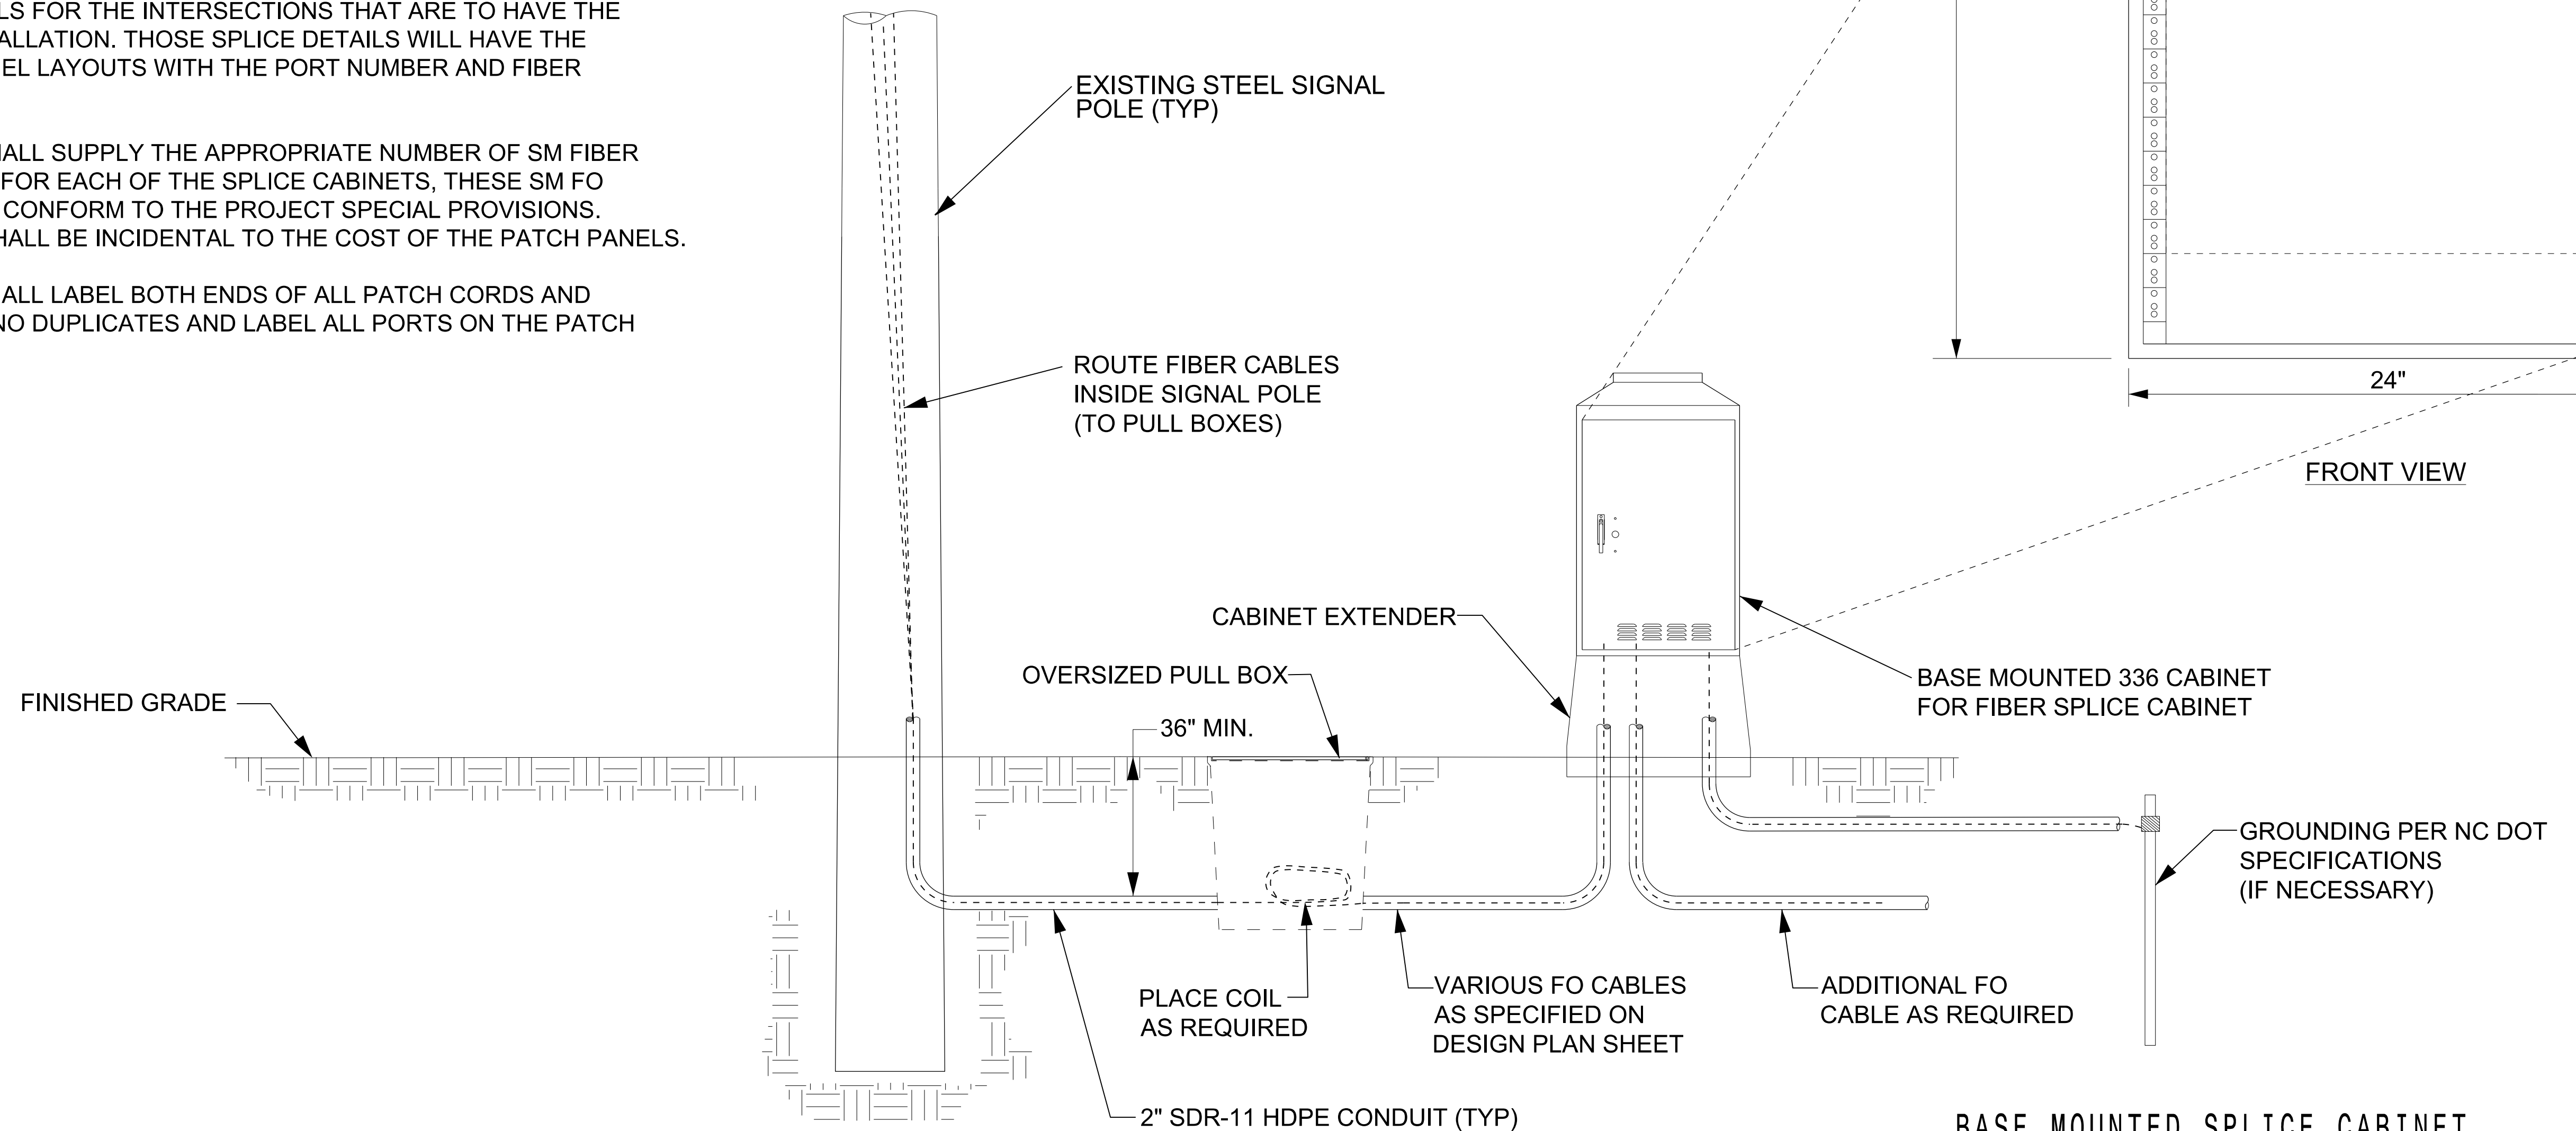 LS FOR THE INTERSECTIONS THAT ARE TO HAVE THE
ALLATION. THOSE SPLICE DETAILS WILL HAVE THE
EL LAYOUTS WITH THE PORT NUMBER AND FIBER
HALL SUPPLY THE APPROPRIATE NUMBER OF SM FIBER
FOR EACH OF THE SPLICE CABINETS, THESE SM FO
CONFORM TO THE PROJECT SPECIAL PROVISIONS.
HALL BE INCIDENTAL TO THE COST OF THE PATCH PANELS.
ALL LABEL BOTH ENDS OF ALL PATCH CORDS AND
NO DUPLICATES AND LABEL ALL PORTS ON THE PATCH
EXISTING STEEL SIGNAL
POLE (TYP)
ROUTE FIBER CABLES
INSIDE SIGNAL POLE
(TO PULL BOXES)
24"
FRONT VIEW
CABINET EXTENDER
OVERSIZED PULL BOX
BASE MOUNTED 336 CABINET
FOR FIBER SPLICE CABINET
FINISHED GRADE
36" MIN.
GROUNDING PER NC DOT
SPECIFICATIONS
(IF NECESSARY)
PLACE COIL
AS REQUIRED
VARIOUS FO CABLES
AS SPECIFIED ON
DESIGN PLAN SHEET
ADDITIONAL FO
CABLE AS REQUIRED
2" SDR-11 HDPE CONDUIT (TYP)
BASE MOUNTED SPLICE CABINET